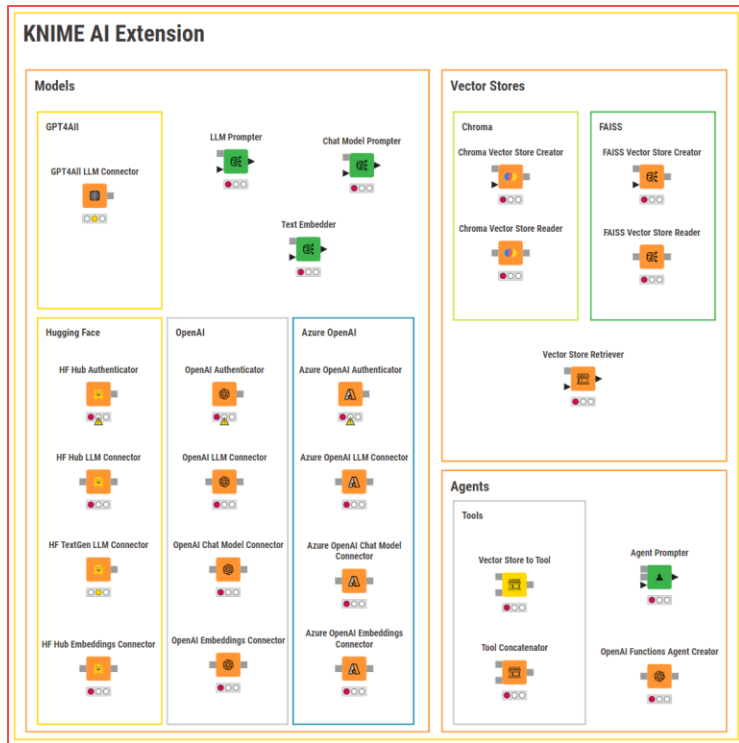 KNIME AI Extension
Models
GPT4All
GPT4All LLM Connector
LLM Prompter
Chat Model Prompter
Text Embedder
Hugging Face
HF Hub Authenticator
HF Hub LLM Connector
HF TextGen LLM Connector
HF Hub Embeddings Connector
OpenAI
OpenAI Authenticator
OpenAI LLM Connector
OpenAI Chat Model Connector
OpenAI Embeddings Connector
Azure OpenAI
Azure OpenAI Authenticator
Azure OpenAI LLM Connector
Azure OpenAI Chat Model
Connector
Azure OpenAI Embeddings
Connector
Vector Stores
Chroma
Chroma Vector Store Creator
Chroma Vector Store Reader
FAISS
FAISS Vector Store Creator
FAISS Vector Store Reader
Vector Store Retriever
Agents
Tools
Vector Store to Tool
Tool Concatenator
Agent Prompter
OpenAI Functions Agent Creator